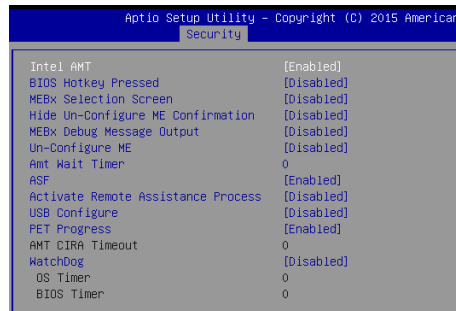 Aptio Setup Utility – Copyright (C) 2015 American
Security
Intel AMT [Enabled]
BIOS Hotkey Pressed [Disabled]
MEBx Selection Screen [Disabled]
Hide Un-Configure ME Confirmation [Disabled]
MEBx Debug Message Output [Disabled]
Un-Configure ME [Disabled]
Amt Wait Timer 0
ASF [Enabled]
Activate Remote Assistance Process [Disabled]
USB Configure [Disabled]
PET Progress [Enabled]
AMT CIRA Timeout 0
WatchDog [Disabled]
OS Timer 0
BIOS Timer 0